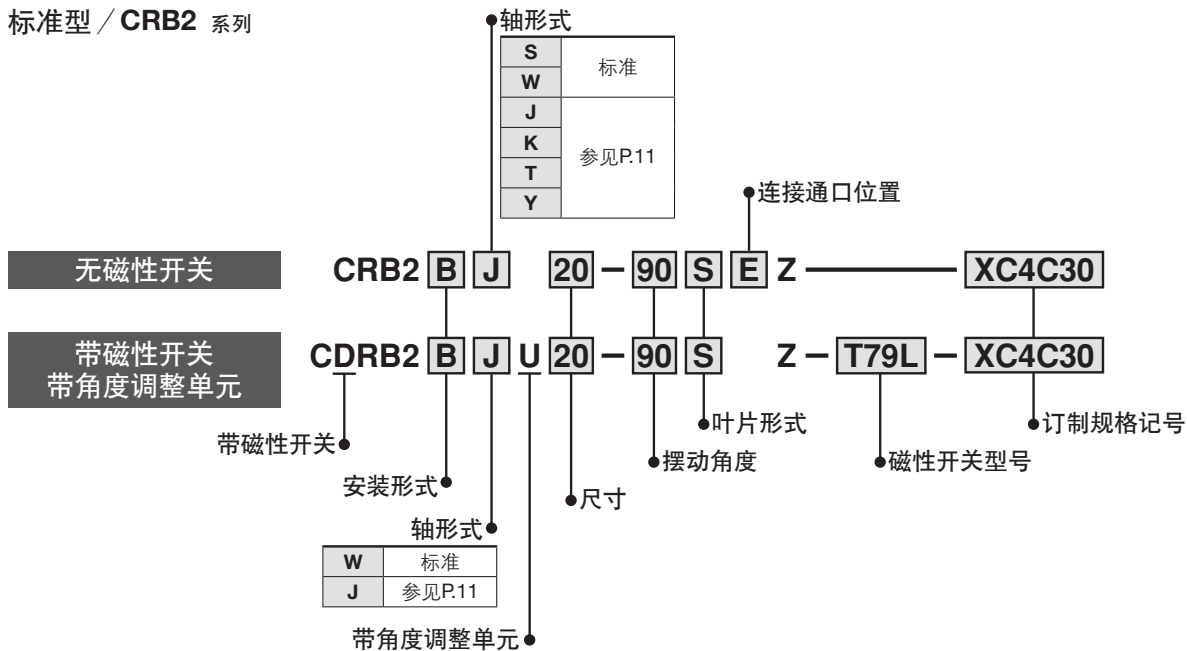 标准型／CRB2 系列
轴形式
S 标准
W
J 参见P.11
K
T
Y
连接通口位置
无磁性开关 CRB2 B J 20 － 90 S E Z XC4C30
带磁性开关
带角度调整单元
CDRB2 B J U 20 － 90 S Z － T79L － XC4C30
带磁性开关
安装形式
轴形式
W 标准
J 参见P.11
带角度调整单元
尺寸
摆动角度
叶片形式
磁性开关型号
订制规格记号